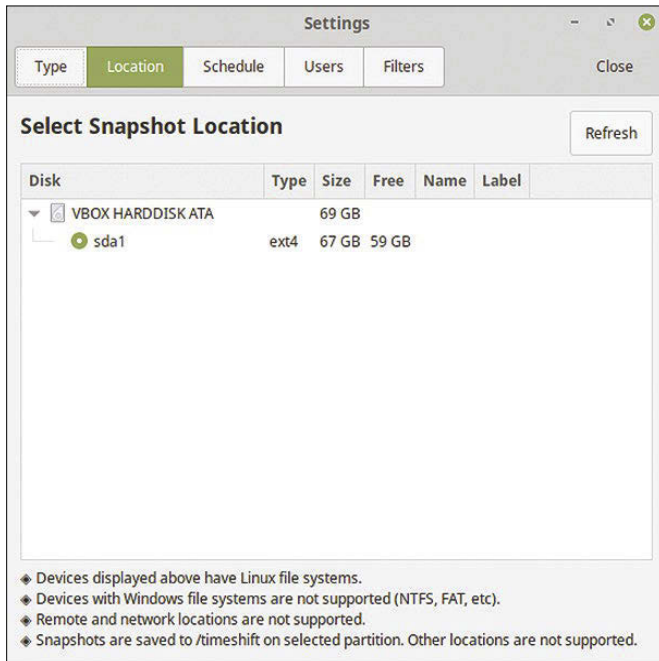 Settings
Type Location Schedule Users Filters Close
Select Snapshot Location
Refresh
Disk Type Size Free Name Label
VBOX HARDDISK ATA 69 GB
sda1 ext4 67 GB 59 GB
◈ Devices displayed above have Linux file systems.
◈ Devices with Windows file systems are not supported (NTFS, FAT, etc).
◈ Remote and network locations are not supported.
◈ Snapshots are saved to /timeshift on selected partition. Other locations are not supported.